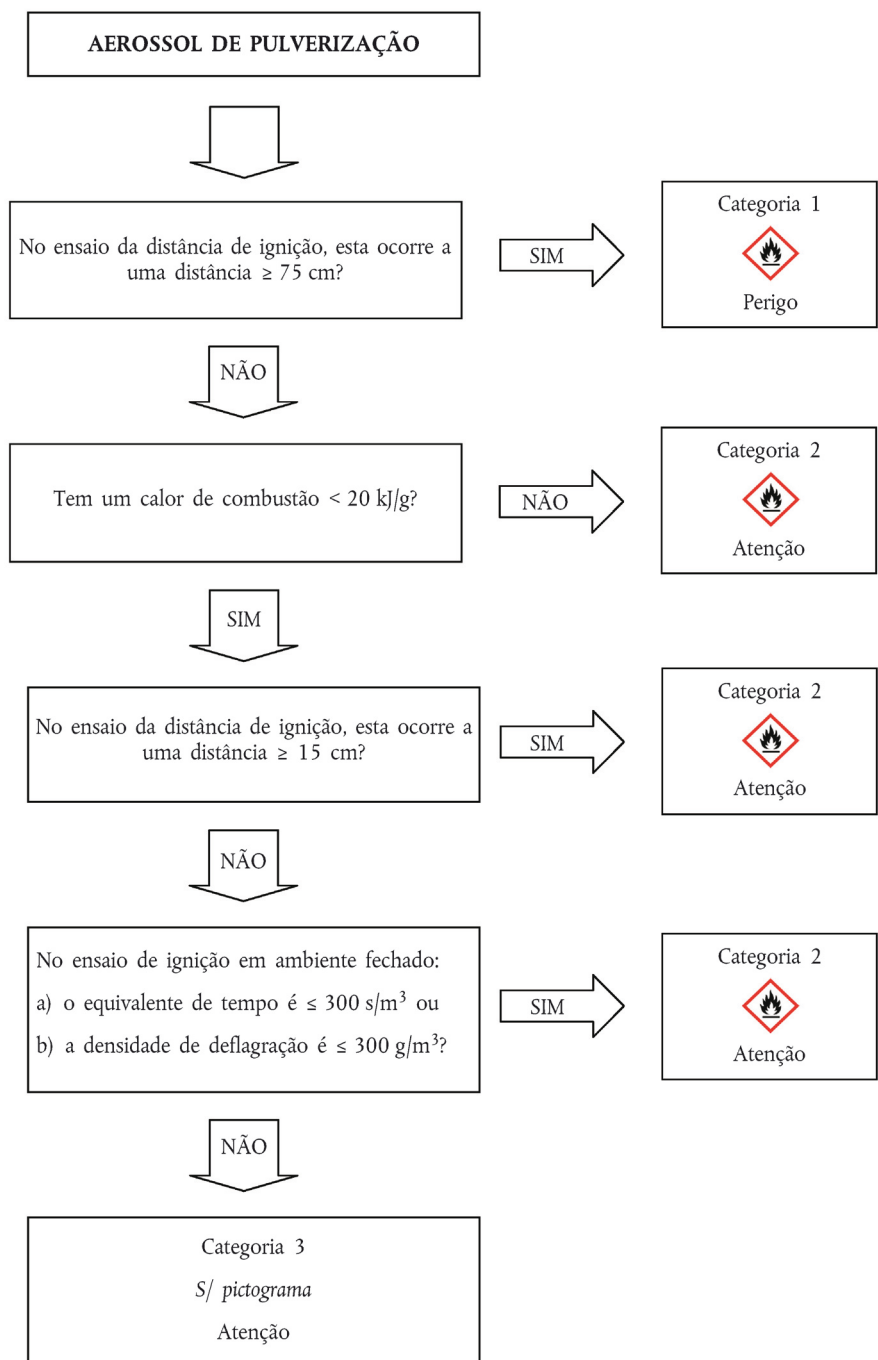 AEROSSOL DE PULVERIZAÇÃO
No ensaio da distância de ignição, esta ocorre a
uma distância ≥ 75 cm?
SIM
Categoria 1
Perigo
NÃO
Tem um calor de combustão < 20 kJ/g?
NÃO
Categoria 2
Atenção
SIM
No ensaio da distância de ignição, esta ocorre a
uma distância ≥ 15 cm?
SIM
Categoria 2
Atenção
NÃO
No ensaio de ignição em ambiente fechado:
a) o equivalente de tempo é ≤ 300 s/m³ ou
b) a densidade de deflagração é ≤ 300 g/m³?
SIM
Categoria 2
Atenção
NÃO
Categoria 3
S/ pictograma
Atenção